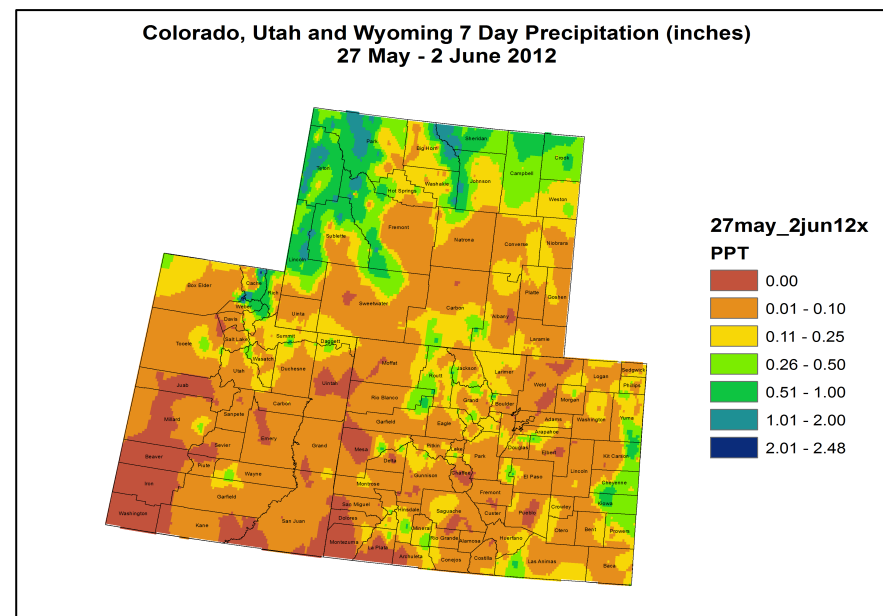 Colorado, Utah and Wyoming 7 Day Precipitation (inches)
27 May - 2 June 2012
Park
Sheridan
Big Horn
Crook
Teton
Campbell
Washakie
Johnson
Hot Springs
Weston
Fremont
Sublette
Natrona
Converse
Niobrara
Lincoln
Platte
Goshen
Sweetwater
Carbon
Albany
Uinta
Laramie
Box Elder
Cache
Rich
Weber
Davis
Salt Lake
Summit
Daggett
Tooele
Wasatch
Utah
Duchesne
Uintah
Juab
Carbon
Millard
Sanpete
Emery
Grand
Sevier
Beaver
Piute
Wayne
Iron
Garfield
Washington
Kane
San Juan
Moffat
Jackson
Larimer
Routt
Weld
Logan
Sedgwick
Phillips
Grand
Boulder
Morgan
Rio Blanco
Adams
Washington
Yuma
Garfield
Eagle
Arapahoe
Douglas
Elbert
Kit Carson
Mesa
Pitkin
Lake
Park
Delta
Gunnison
Chaffee
Lincoln
El Paso
Cheyenne
Montrose
Fremont
Kiowa
San Miguel
Hinsdale
Saguache
Custer
Pueblo
Crowley
Dolores
Mineral
Otero
Bent
Prowers
Rio Grande
Alamosa
Huerfano
Montezuma
La Plata
Archuleta
Conejos
Costilla
Las Animas
Baca
27may_2jun12x
PPT
0.00
0.01 - 0.10
0.11 - 0.25
0.26 - 0.50
0.51 - 1.00
1.01 - 2.00
2.01 - 2.48